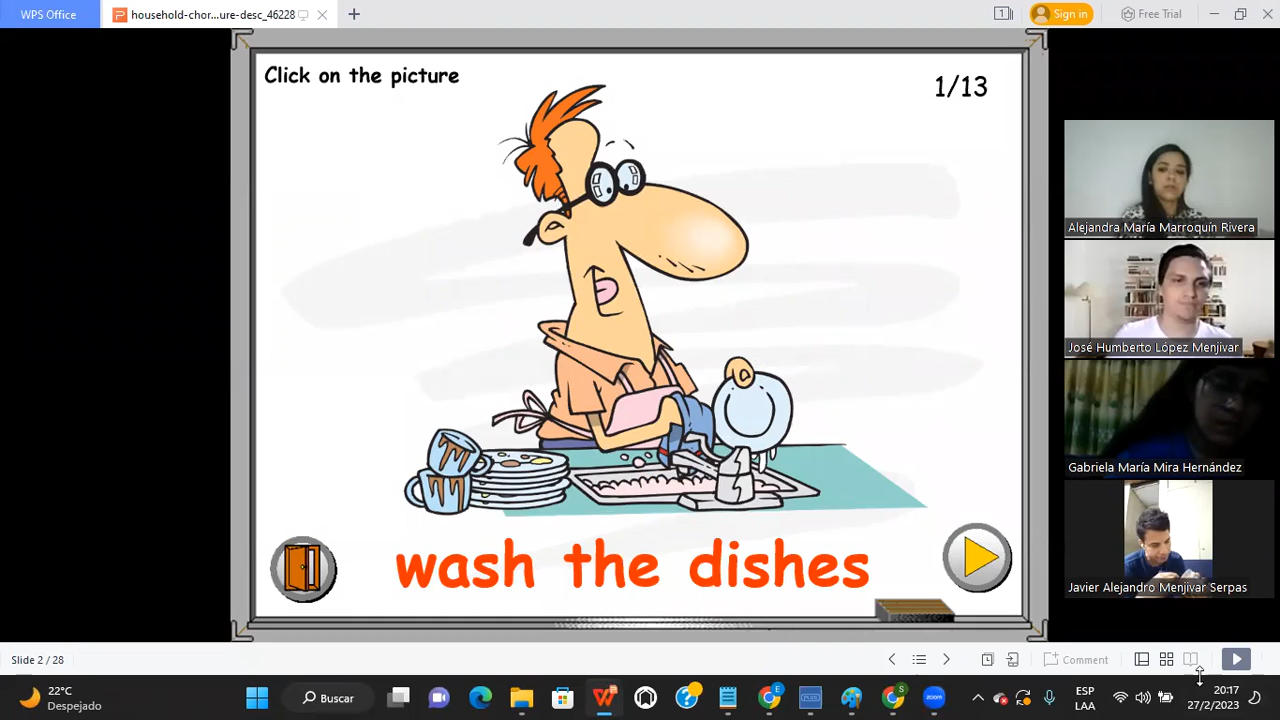 WPS Office
household-chor...ure-desc_46228
1
Sign in
Free Trial
Click on the picture
1/13
Alejandra María Marroquín Rivera
José Humberto López Menjivar
Gabriela María Mira Hernández
Javier Alejandro Menjivar Serpas
wash the dishes
Slide 2 / 28
Comment
22°C
Despejado
Buscar
ESP
LAA
20:17
27/2/2023